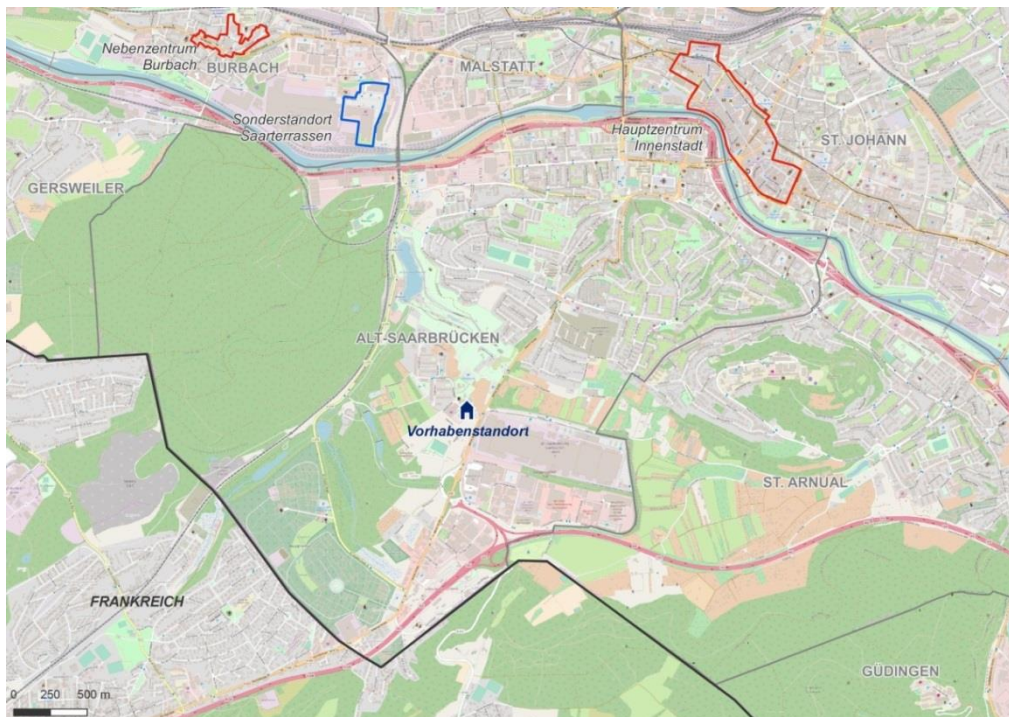 Nebenzentrum
Burbach
BURBACH
MALSTATT
Sonderstandort
Saarterrassen
Hauptzentrum
Innenstadt
ST. JOHANN
GERSWEILER
ALT-SAARBRÜCKEN
Vorhabenstandort
ST. ARNUAL
FRANKREICH
GÜDINGEN
0 250 500 m